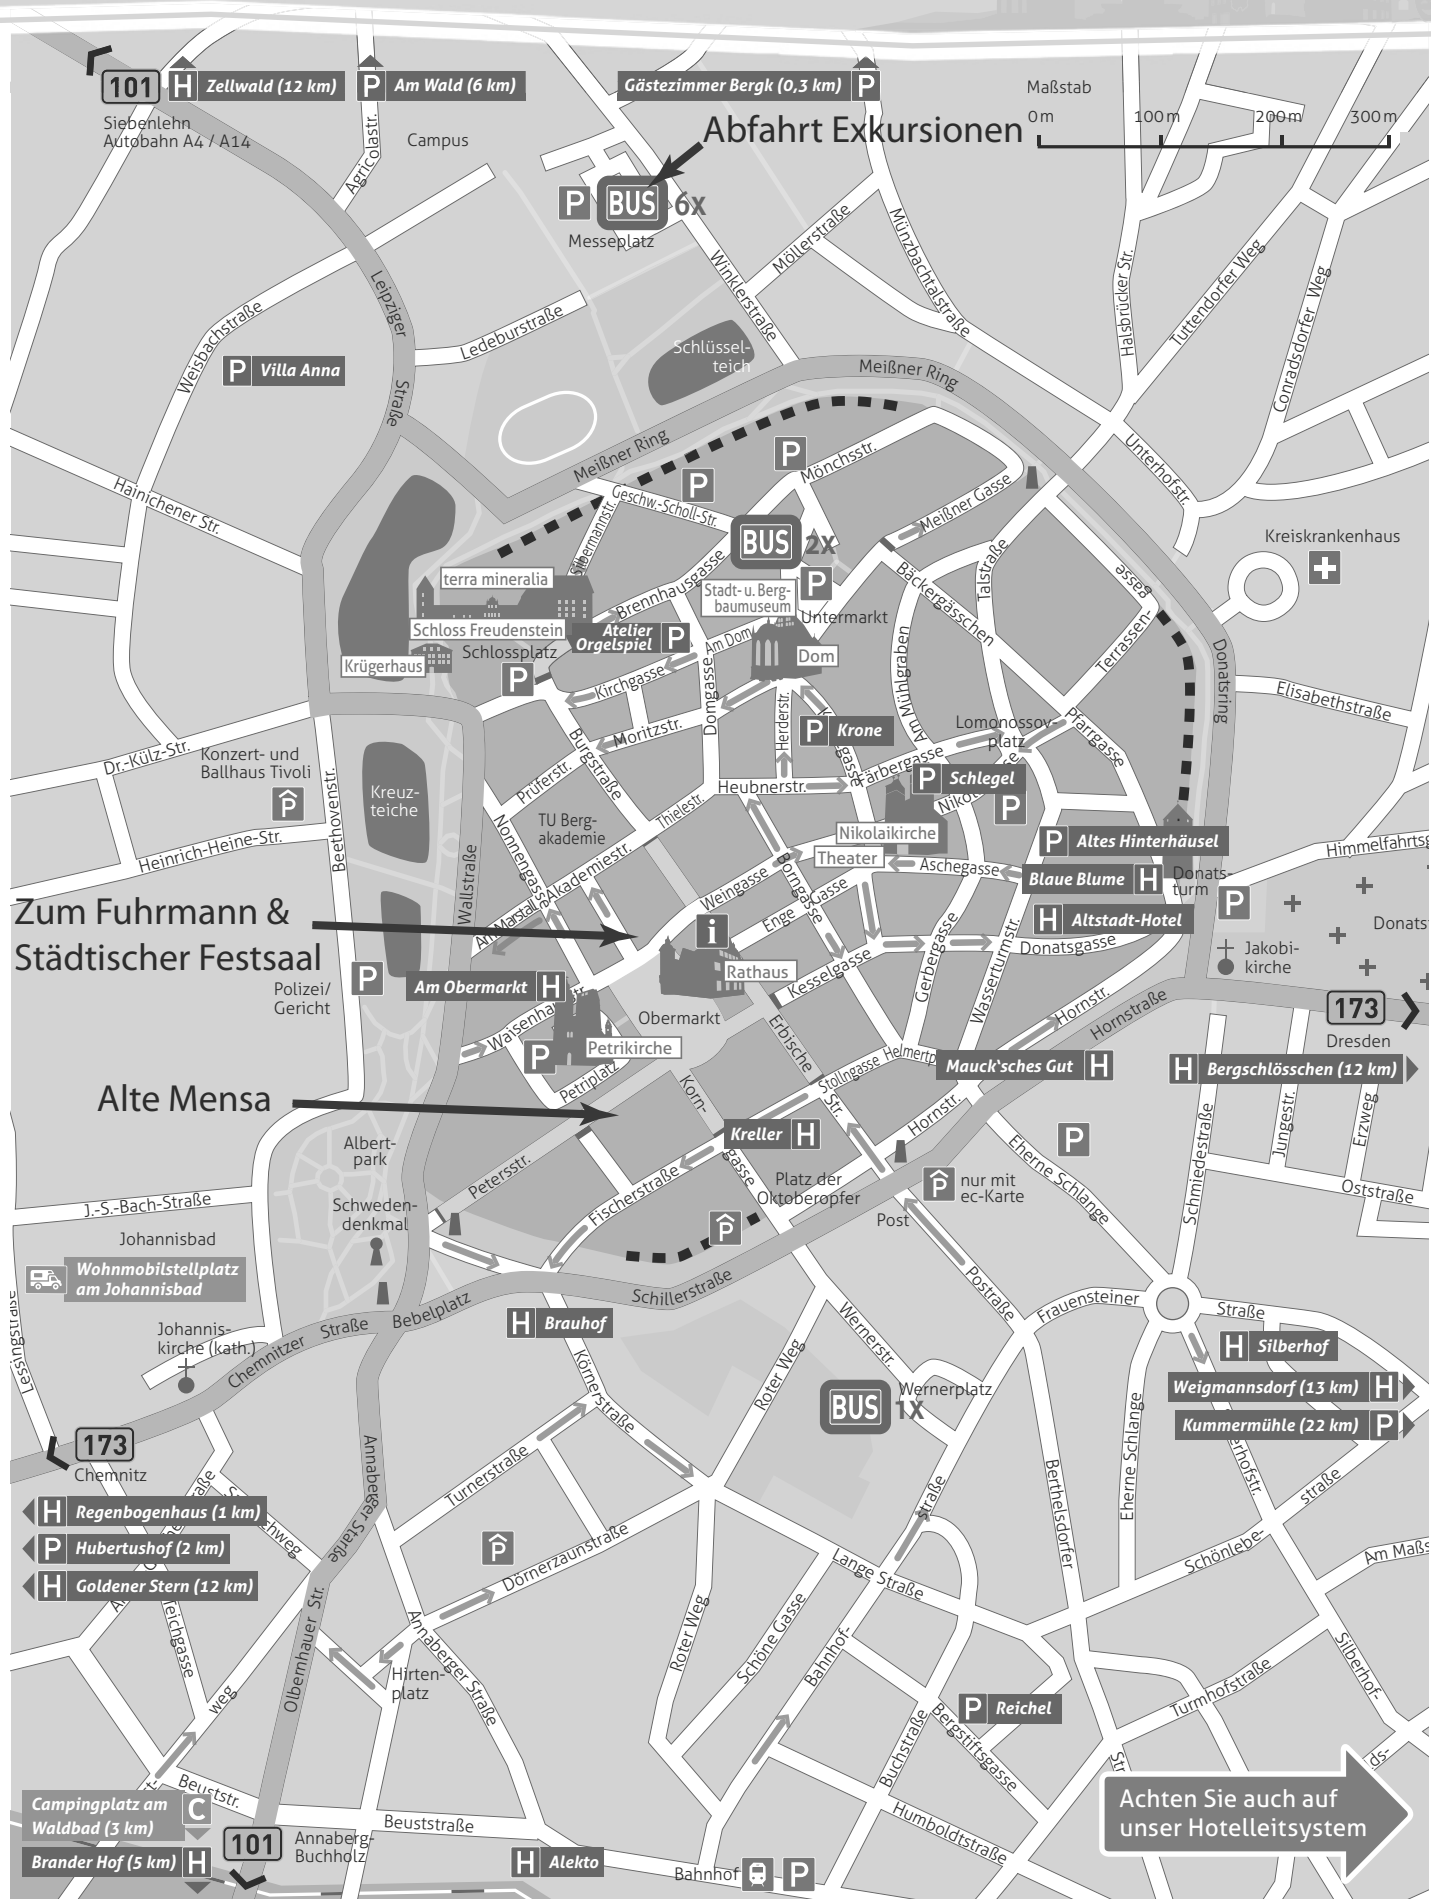 101
H Zellwald (12 km)
P Am Wald (6 km)
Gästezimmer Bergk (0,3 km) P
Maßstab
0m 100m 200m 300m
Siebenlehn
Autobahn A4 / A14
Agricolastr.
Campus
Abfahrt Exkursionen
P BUS 6x
Messeplatz
Möllerstraße
Münzbachtalstraße
Winklerstraße
Halsbrücker Str.
Tuttendorfer Weg
Conradsdorfer Weg
Leipziger
Straße
Weisbachstraße
Ledeburstraße
Schlüssel-
teich
Meißner Ring
P Villa Anna
Meißner Ring
Unterhofstr.
Hainichener Str.
P
P
Mönchsstr.
Geschw.-Scholl-Str.
Meißner Gasse
Silbermannstr.
BUS 2x
Kreiskrankenhaus
terra mineralia
Brennhausgasse
Stadt- u. Berg-
baumuseum
P
Untermarkt
Bäckergässchen
Talstraße
Terrassen-
gasse
Schloss Freudenstein
Atelier
Orgelspiel P
Am Dom
Dom
Krügerhaus
Schlossplatz
P
Kirchgasse
Domgasse
Am Mühlgraben
Donatsring
Elisabethstraße
Moritzstr.
Herderstr.
P Krone
Lomonossov-
platz
Pfarrgasse
Dr.-Külz-Str.
Konzert- und
Ballhaus Tivoli
P
Burgstraße
Prüferstr.
Heubnerstr.
Färbergasse
P Schlegel
P
Kreuz-
teiche
Beethovenstr.
TU Berg-
akademie
Thielestr.
Nonnengasse
Nikolaikirche
P Altes Hinterhäusel
Heinrich-Heine-Str.
Wallstraße
Akademiestr.
Weingasse
Borngasse
Theater
Aschegasse
Blaue Blume H
Donats-
turm
P
Zum Fuhrmann &
Städtischer Festsaal
Am Marstall
Enge Gasse
i
H Altstadt-Hotel
Donatsgasse
Jakobi-
kirche
Polizei/
Gericht
P
Am Obermarkt H
Rathaus
Kesselgasse
Gerbergasse
Wasserturmstr.
Hornstr.
Hornstraße
173
Dresden
Obermarkt
Erbische
Str.
P
Petrikirche
Petriplatz
Stollngasse
Mauck'sches Gut H
H Bergschlösschen (12 km)
Alte Mensa
Korn-
gasse
Hornstr.
Kreller H
P
Albert-
park
Petersstr.
Fischerstraße
Platz der
Oktoberopfer
P nur mit
ec-Karte
Eherne Schlange
Schmiedestraße
Jungestr.
Erzweg
Oststraße
J.-S.-Bach-Straße
Schweden-
denkmal
P
Post
Johannisbad
Wohnmobilstellplatz
am Johannisbad
Postraße
Schillerstraße
Bebelplatz
Frauensteiner
Straße
Johannis-
kirche (kath.)
Chemnitzer Straße
H Brauhof
Wernerstr.
H Silberhof
Körnerstraße
Roter Weg
Wernerplatz
BUS 1X
Weigmannsdorf (13 km) H
Kummermühle (22 km) P
173
Chemnitz
Turnerstraße
Annaberger Starße
Berthelsdorfer
Eherne Schlange
H Regenbogenhaus (1 km)
P Hubertushof (2 km)
H Goldener Stern (12 km)
P
Dörnerzaunstraße
Lange Straße
Schönlebe-
straße
Teichgasse
Olbernhauer Str.
Annaberger Straße
Roter Weg
Schöne Gasse
Bahnhof-
straße
Silberhof-
Hirten-
platz
Turmhofstraße
weg
P Reichel
Bergstiftsgasse
Buchstraße
Achten Sie auch auf
unser Hotelleitsystem
Beuststr.
Campingplatz am
Waldbad (3 km) C
101
Annaberg-
Buchholz
Beuststraße
Humboldtstraße
Brander Hof (5 km) H
H Alekto
Bahnhof P